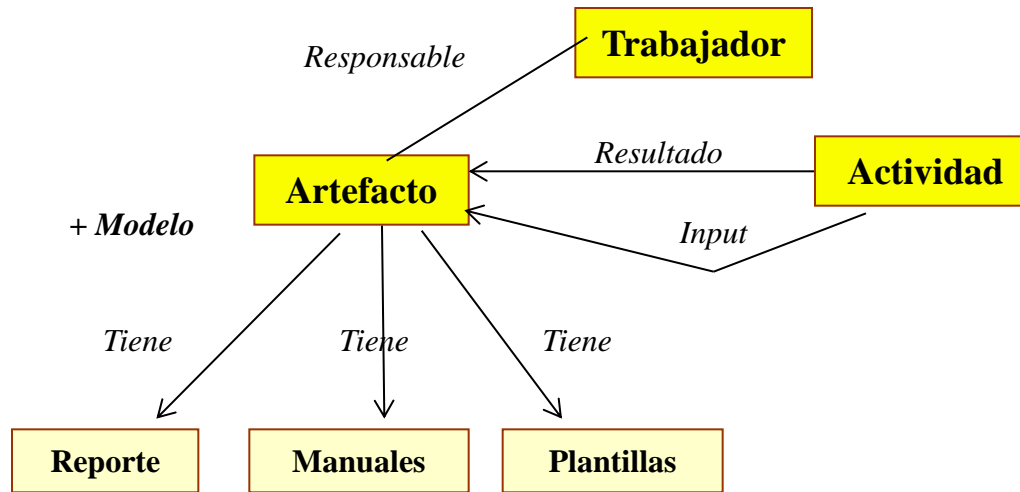 Trabajador
Responsable
Resultado
Actividad
Artefacto
+ Modelo
Input
Tiene
Tiene
Tiene
Reporte
Manuales
Plantillas